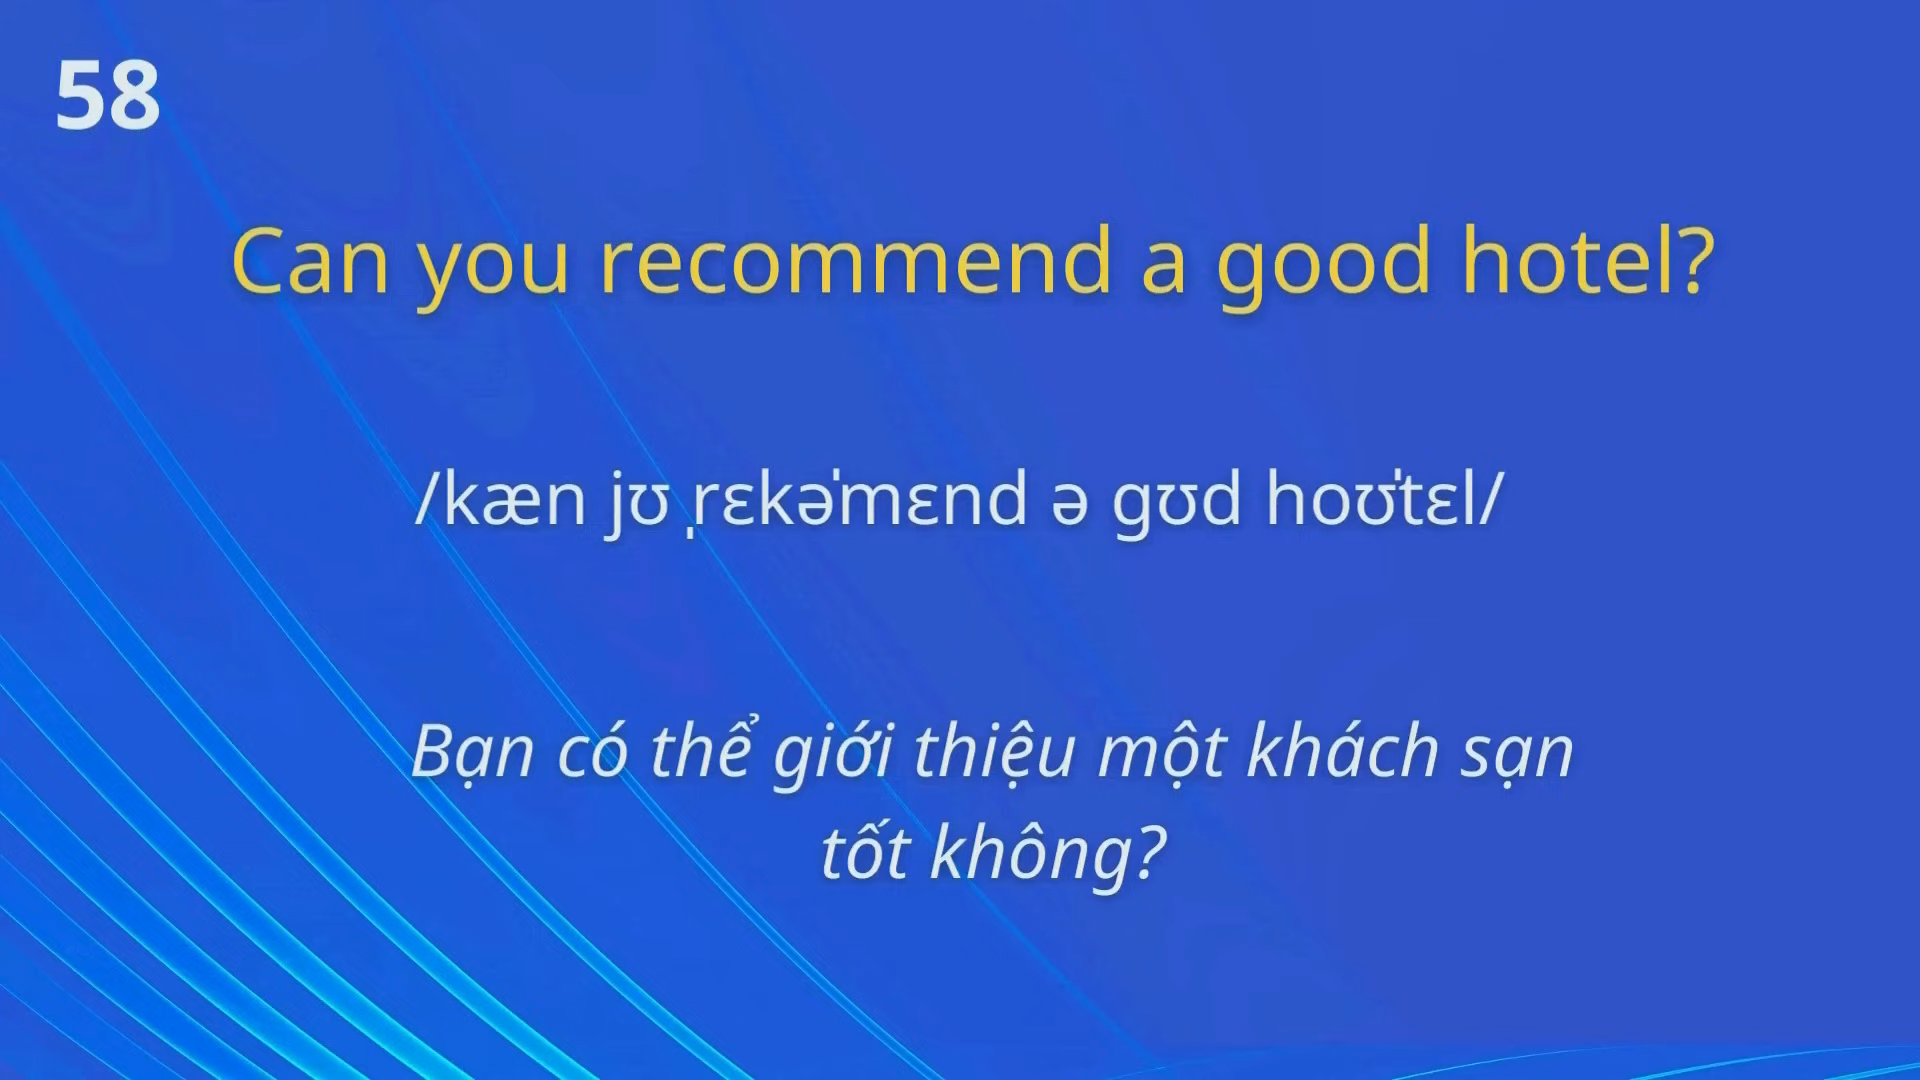 58
Can you recommend a good hotel?
/kæn jʊ ˌrɛkəˈmɛnd ə gʊd hoʊˈtɛl/
Bạn có thể giới thiệu một khách sạn
tốt không?